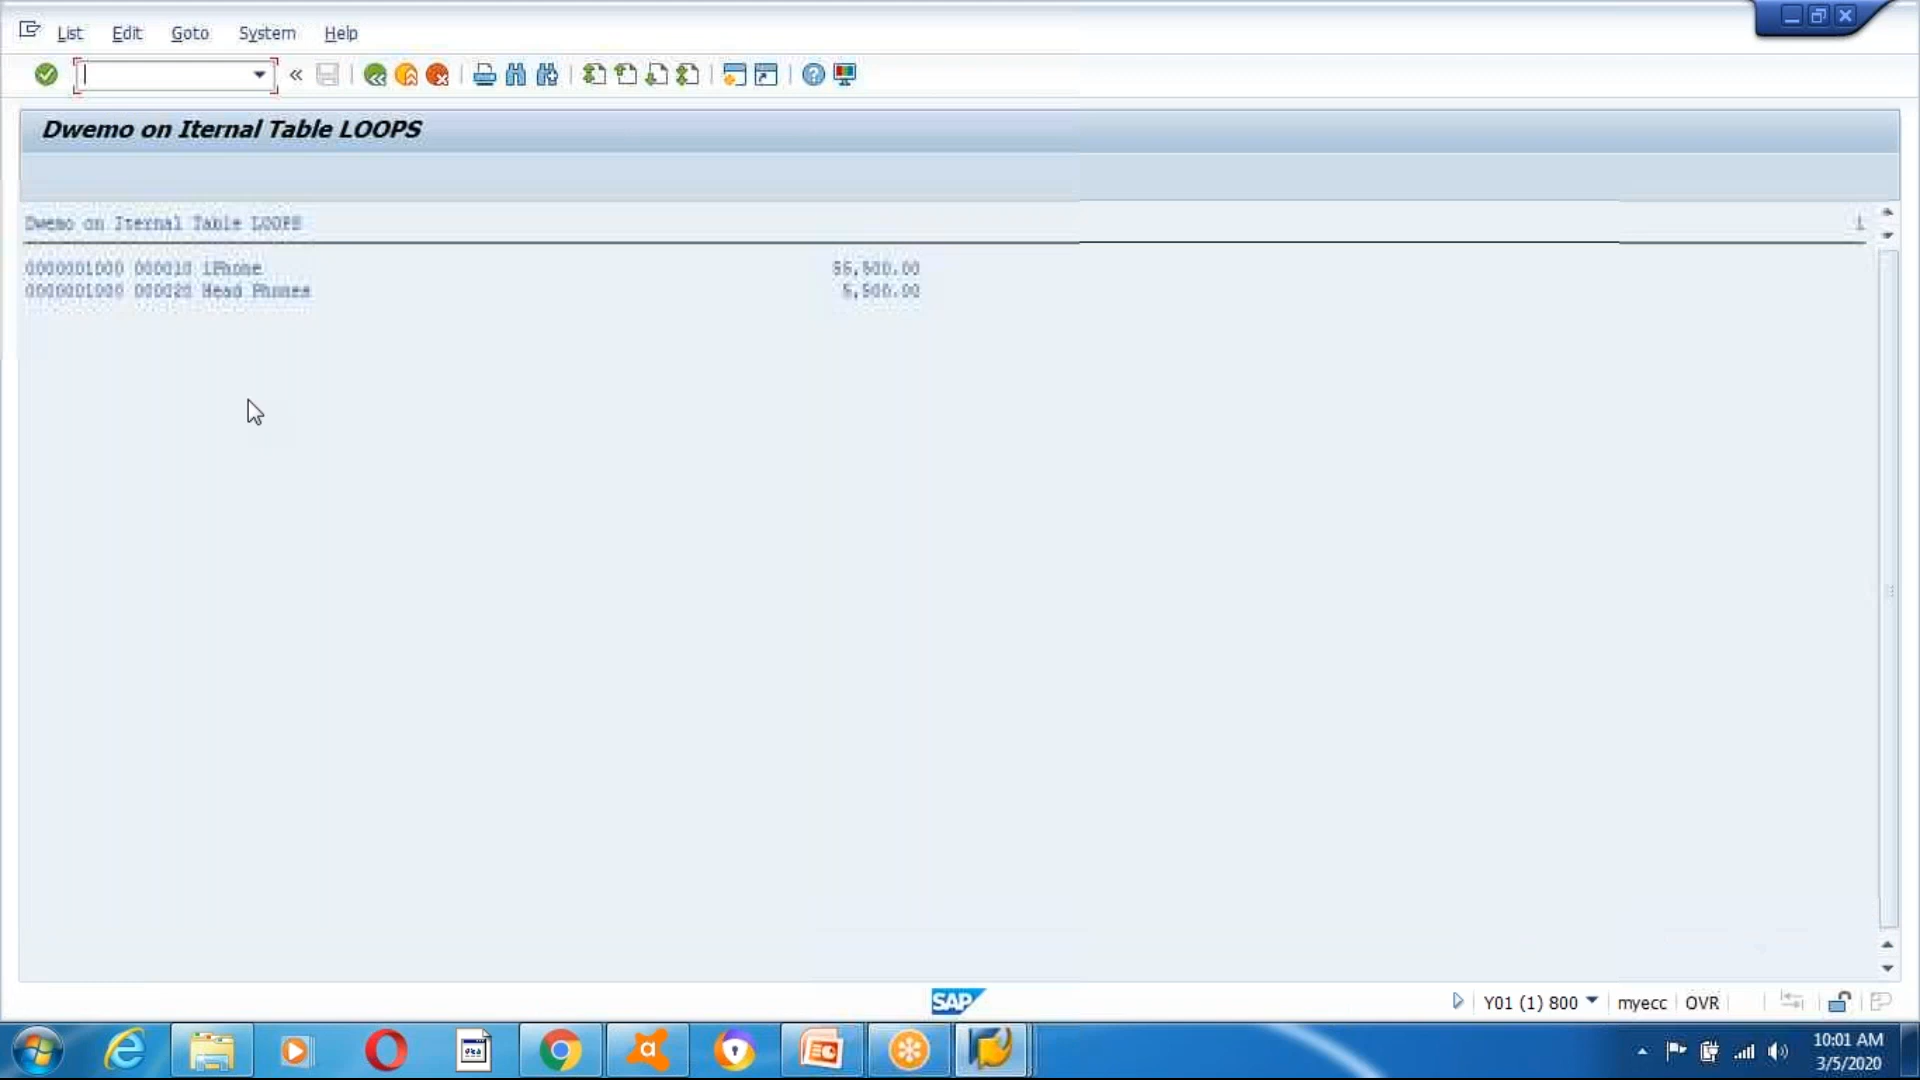 List Edit Goto System Help
Dwemo on Iternal Table LOOPS
Dwemo on Iternal Table LOOPS 1
0000001000 000010 iPhone 55,500.00
0000001000 000020 Head Phones 5,500.00
SAP
Y01 (1) 800 myecc OVR
10:01 AM
3/5/2020